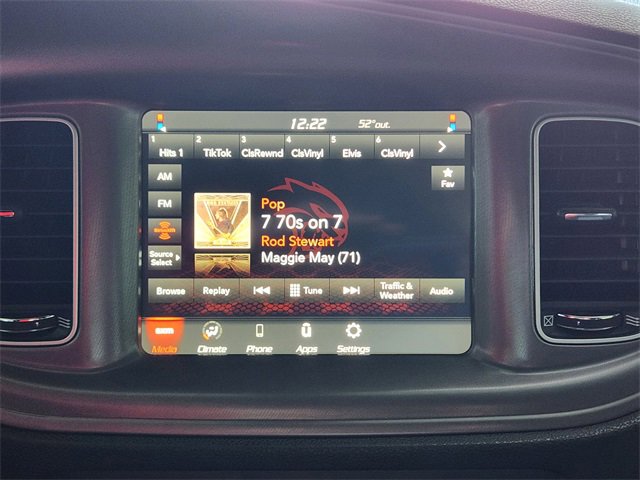 12:22 52°out.
1 2 3 4 5 6
Hits 1 TikTok ClsRewnd ClsVinyl Elvis ClsVinyl
AM
Fav
FM
Pop
7 70s on 7
Rod Stewart
Maggie May (71)
Source
Select
Browse Replay Tune Traffic &
Weather Audio
Media Climate Phone Apps Settings